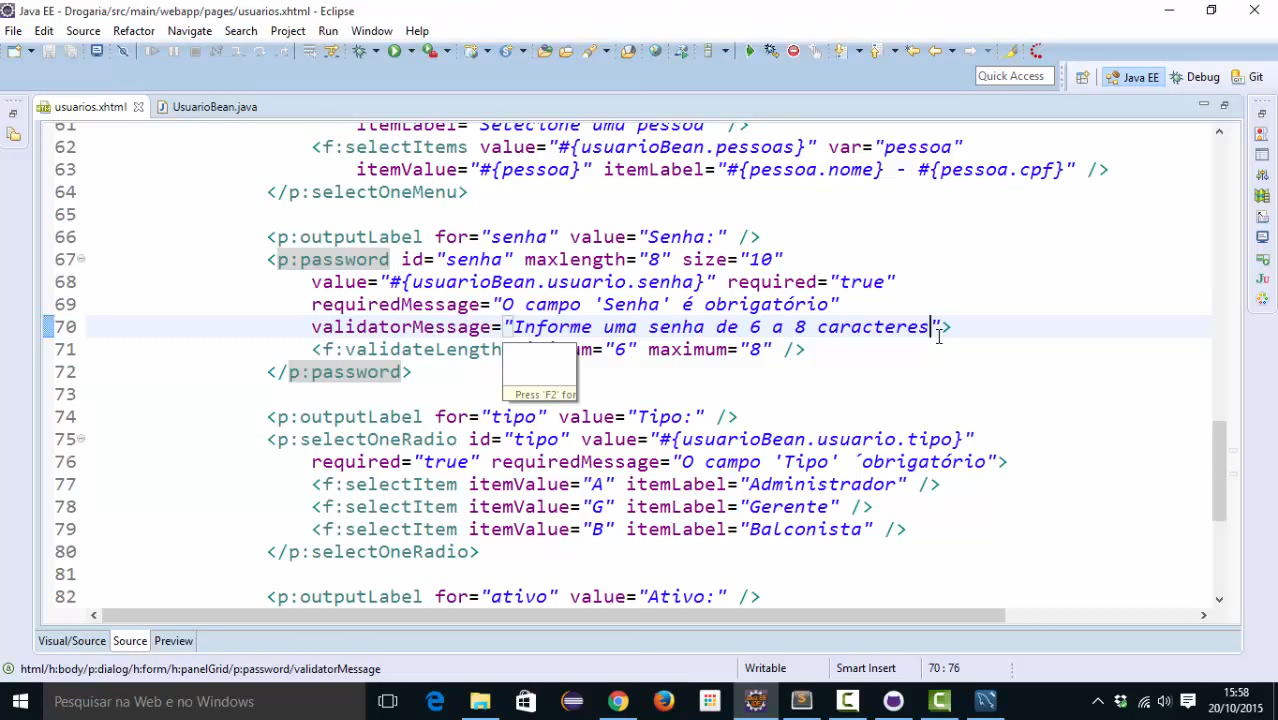 Java EE - Drogaria/src/main/webapp/pages/usuarios.xhtml - Eclipse
File Edit Source Refactor Navigate Search Project Run Window Help
Quick Access
Java EE Debug Git
usuarios.xhtml UsuarioBean.java
61 itemLabel="Selecione uma pessoa" />
62 <f:selectItems value="#{usuarioBean.pessoas}" var="pessoa"
63 itemValue="#{pessoa}" itemLabel="#{pessoa.nome} - #{pessoa.cpf}" />
64 </p:selectOneMenu>
65
66 <p:outputLabel for="senha" value="Senha:" />
67 <p:password id="senha" maxlength="8" size="10"
68 value="#{usuarioBean.usuario.senha}" required="true"
69 requiredMessage="O campo 'Senha' é obrigatório"
70 validatorMessage="Informe uma senha de 6 a 8 caracteres">
71 <f:validateLength um="6" maximum="8" />
Press 'F2' for
72 </p:password>
73
74 <p:outputLabel for="tipo" value="Tipo:" />
75 <p:selectOneRadio id="tipo" value="#{usuarioBean.usuario.tipo}"
76 required="true" requiredMessage="O campo 'Tipo' ´obrigatório">
77 <f:selectItem itemValue="A" itemLabel="Administrador" />
78 <f:selectItem itemValue="G" itemLabel="Gerente" />
79 <f:selectItem itemValue="B" itemLabel="Balconista" />
80 </p:selectOneRadio>
81
82 <p:outputLabel for="ativo" value="Ativo:" />
Visual/Source Source Preview
html/h:body/p:dialog/h:form/h:panelGrid/p:password/validatorMessage Writable Smart Insert 70 : 76
Pesquisar na Web e no Windows
15:58
20/10/2015